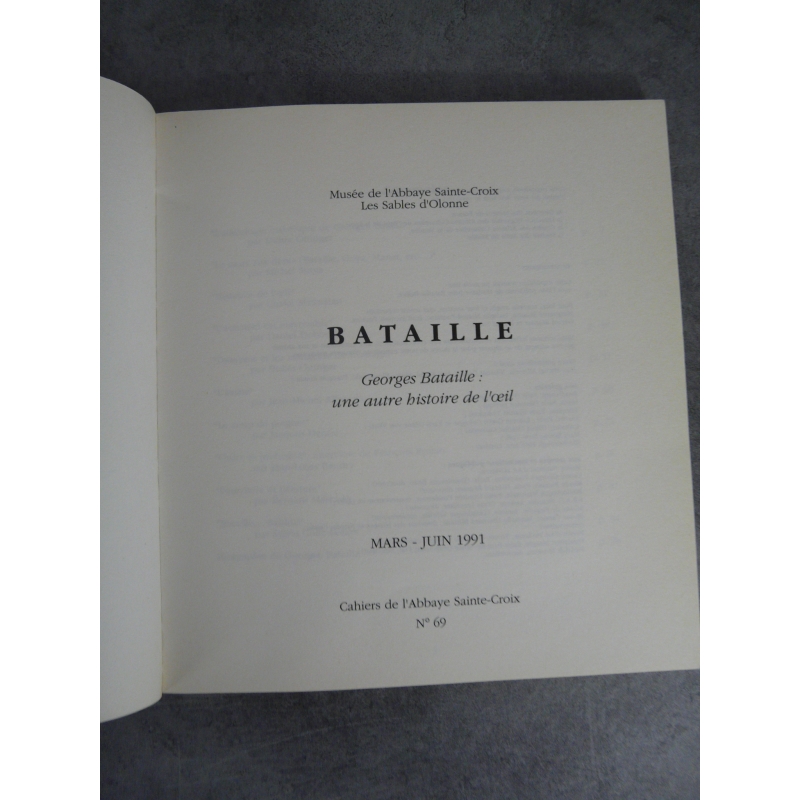 Musée de l'Abbaye Sainte-Croix
Les Sables d'Olonne
BATAILLE
Georges Bataille :
une autre histoire de l'œil
MARS - JUIN 1991
Cahiers de l'Abbaye Sainte-Croix
N° 69